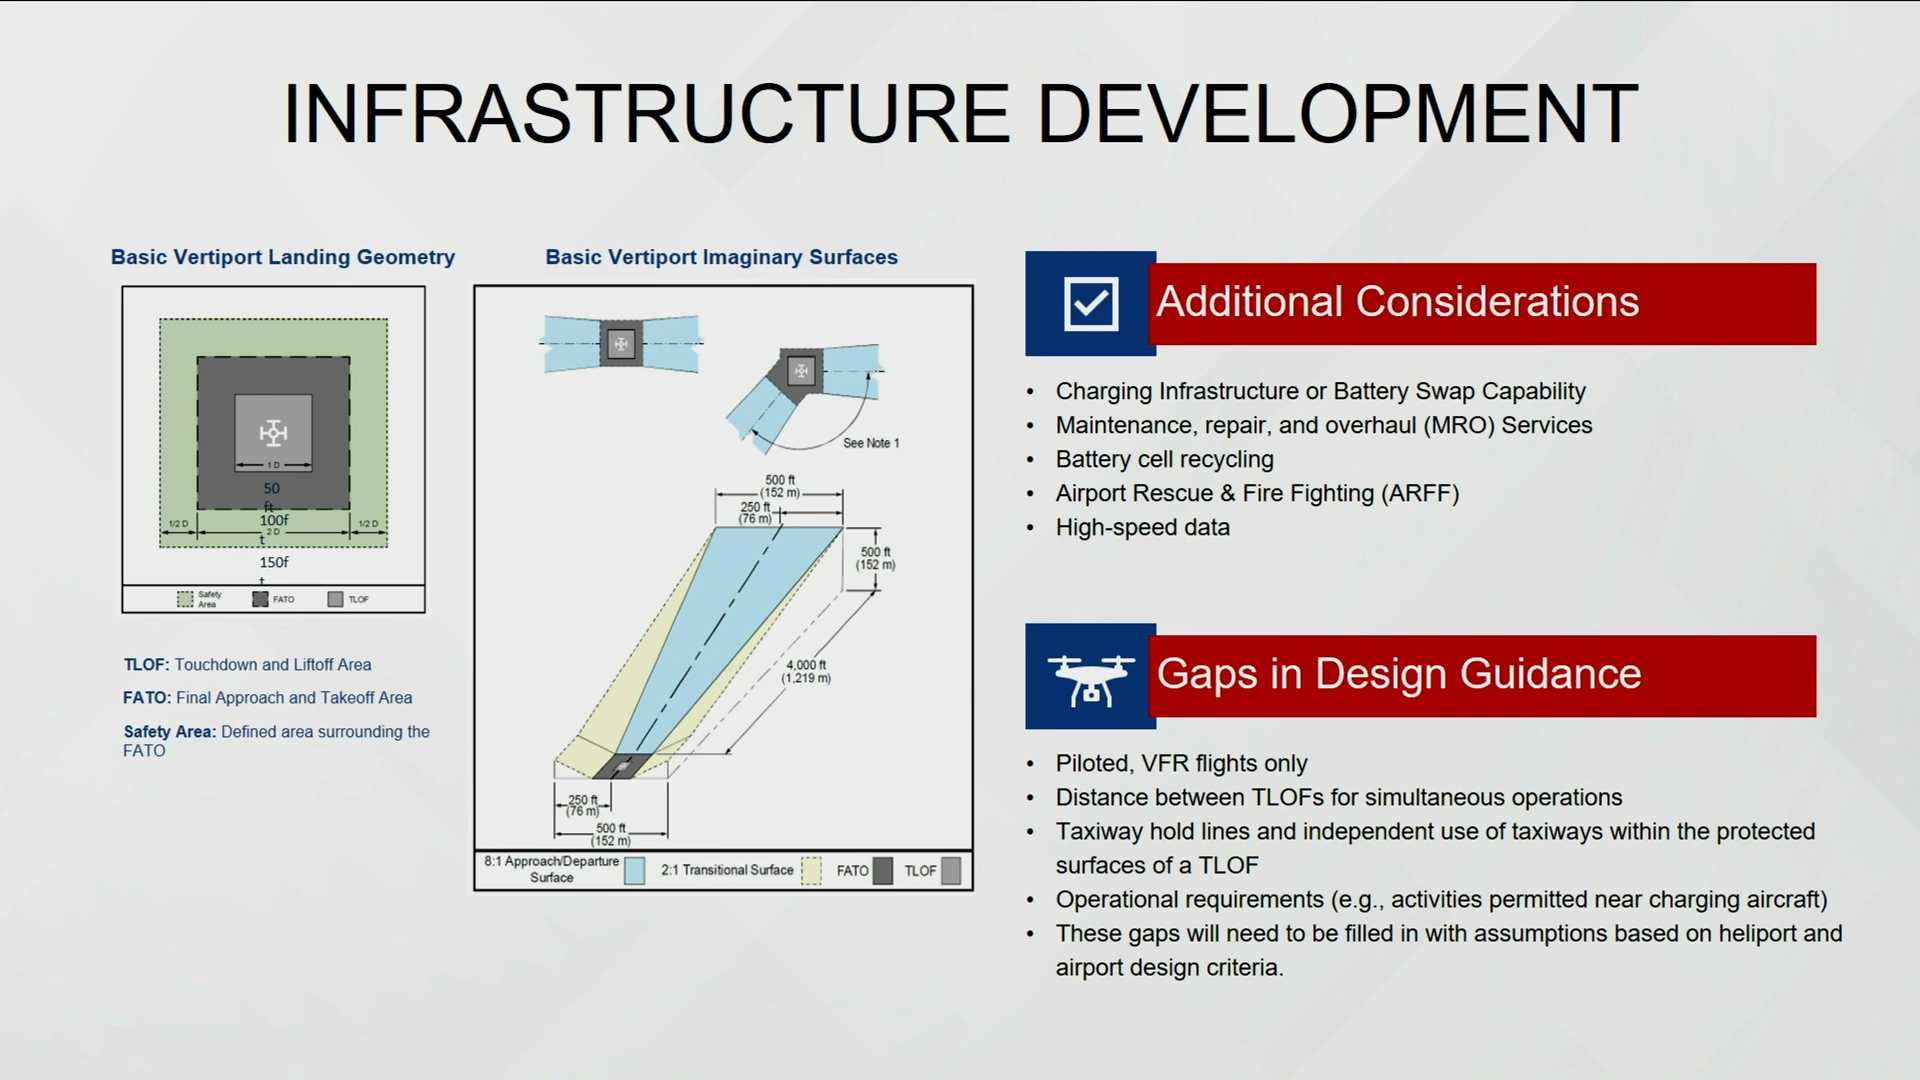 INFRASTRUCTURE DEVELOPMENT
Basic Vertiport Landing Geometry
1 D
50
ft
100f
2 D
t
1/2 D
1/2 D
150f
t
Safety
Area
FATO
TLOF
TLOF: Touchdown and Liftoff Area
FATO: Final Approach and Takeoff Area
Safety Area: Defined area surrounding the
FATO
Basic Vertiport Imaginary Surfaces
See Note 1
500 ft
(152 m)
250 ft
(76 m)
500 ft
(152 m)
4,000 ft
(1,219 m)
250 ft
(76 m)
500 ft
(152 m)
8:1 Approach/Departure
Surface
2:1 Transitional Surface
FATO
TLOF
Additional Considerations
• Charging Infrastructure or Battery Swap Capability
• Maintenance, repair, and overhaul (MRO) Services
• Battery cell recycling
• Airport Rescue & Fire Fighting (ARFF)
• High-speed data
Gaps in Design Guidance
• Piloted, VFR flights only
• Distance between TLOFs for simultaneous operations
• Taxiway hold lines and independent use of taxiways within the protected
surfaces of a TLOF
• Operational requirements (e.g., activities permitted near charging aircraft)
• These gaps will need to be filled in with assumptions based on heliport and
airport design criteria.